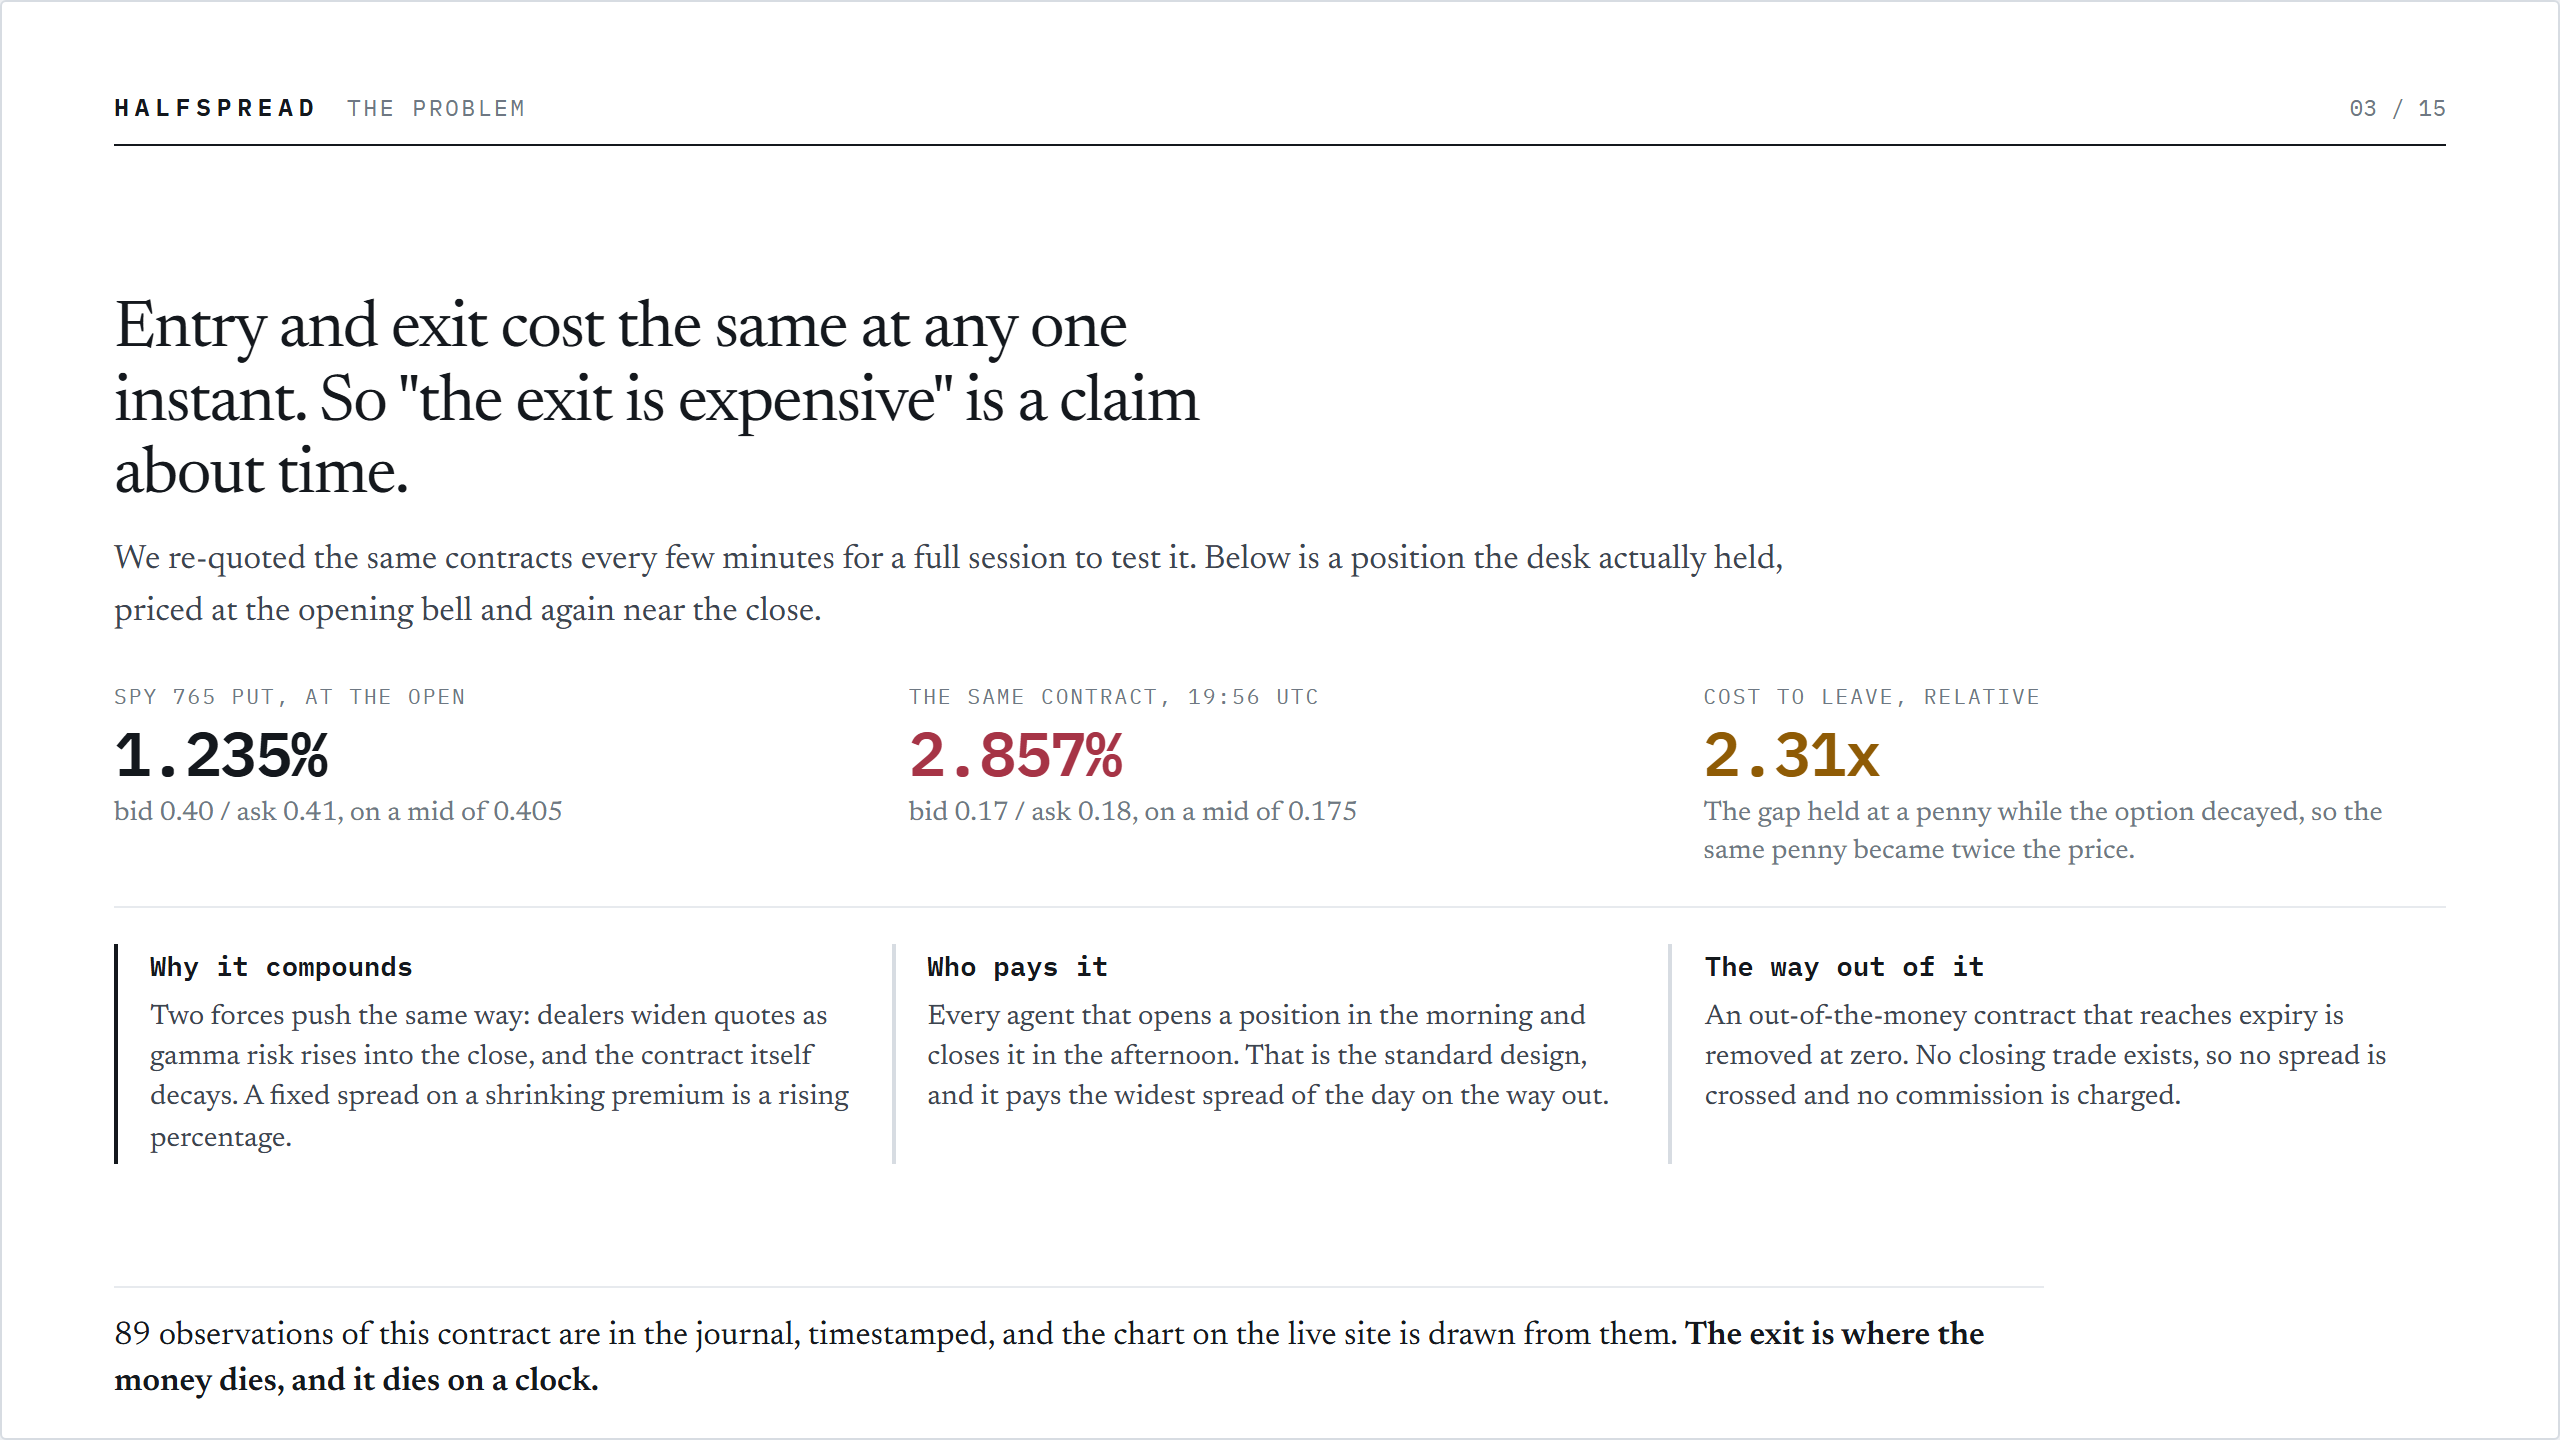 HALFSPREAD THE PROBLEM 03 / 15
Entry and exit cost the same at any one
instant. So "the exit is expensive" is a claim
about time.
We re-quoted the same contracts every few minutes for a full session to test it. Below is a position the desk actually held,
priced at the opening bell and again near the close.
SPY 765 PUT, AT THE OPEN
1.235%
bid 0.40 / ask 0.41, on a mid of 0.405
THE SAME CONTRACT, 19:56 UTC
2.857%
bid 0.17 / ask 0.18, on a mid of 0.175
COST TO LEAVE, RELATIVE
2.31x
The gap held at a penny while the option decayed, so the
same penny became twice the price.
Why it compounds
Two forces push the same way: dealers widen quotes as
gamma risk rises into the close, and the contract itself
decays. A fixed spread on a shrinking premium is a rising
percentage.
Who pays it
Every agent that opens a position in the morning and
closes it in the afternoon. That is the standard design,
and it pays the widest spread of the day on the way out.
The way out of it
An out-of-the-money contract that reaches expiry is
removed at zero. No closing trade exists, so no spread is
crossed and no commission is charged.
89 observations of this contract are in the journal, timestamped, and the chart on the live site is drawn from them. The exit is where the
money dies, and it dies on a clock.